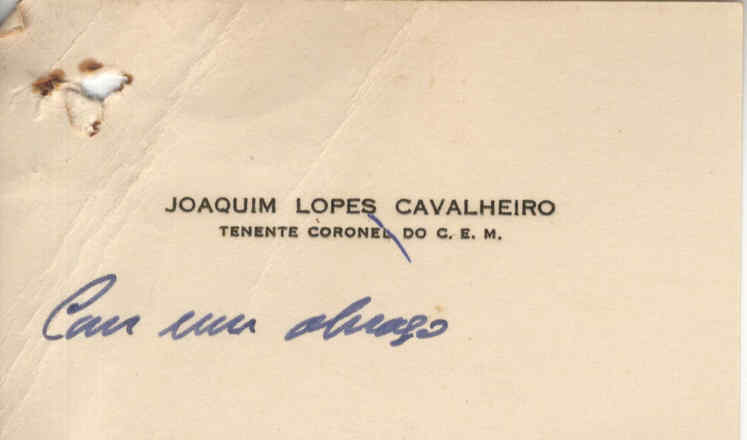 JOAQUIM LOPES CAVALHEIRO
TENENTE CORONEL DO C. E. M.
Com um abraço